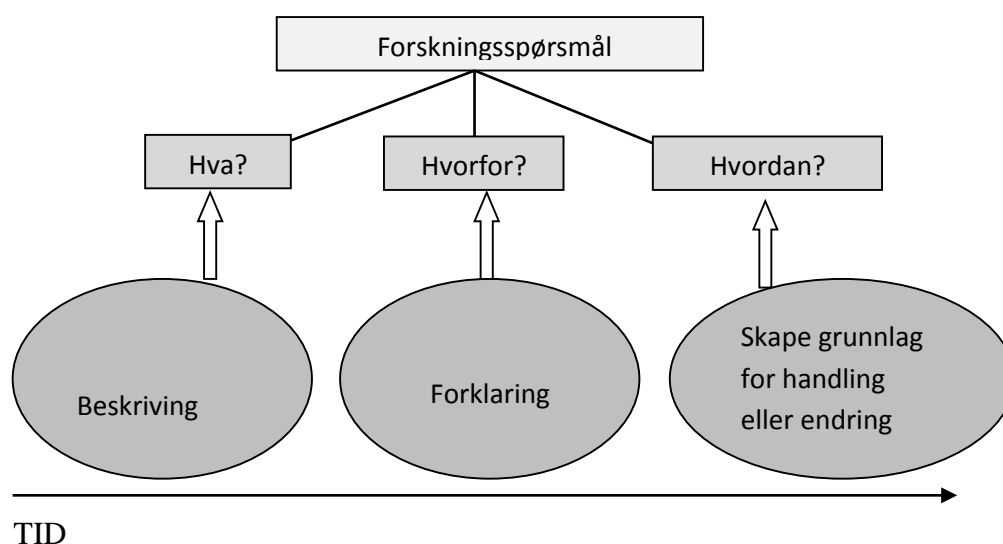 Forskningsspørsmål
Hva?
Hvorfor?
Hvordan?
Beskriving
Forklaring
Skape grunnlag
for handling
eller endring
TID